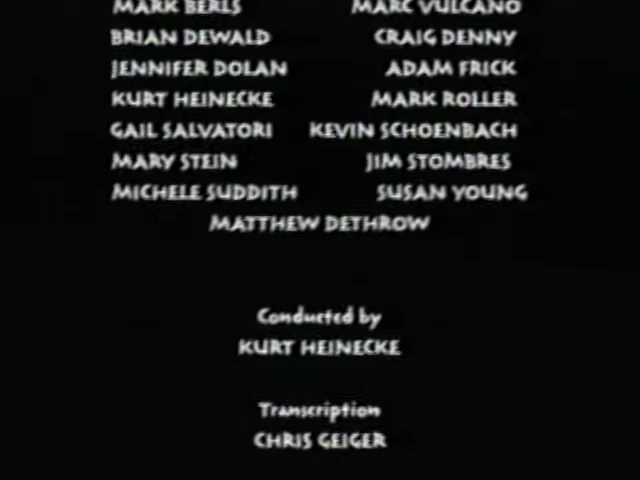 MARK BERLS MARC VULCANO
BRIAN DEWALD CRAIG DENNY
JENNIFER DOLAN ADAM FRICK
KURT HEINECKE MARK ROLLER
GAIL SALVATORI KEVIN SCHOENBACH
MARY STEIN JIM STOMBRES
MICHELE SUDDITH SUSAN YOUNG
MATTHEW DETHROW
Conducted by
KURT HEINECKE
Transcription
CHRIS GEIGER